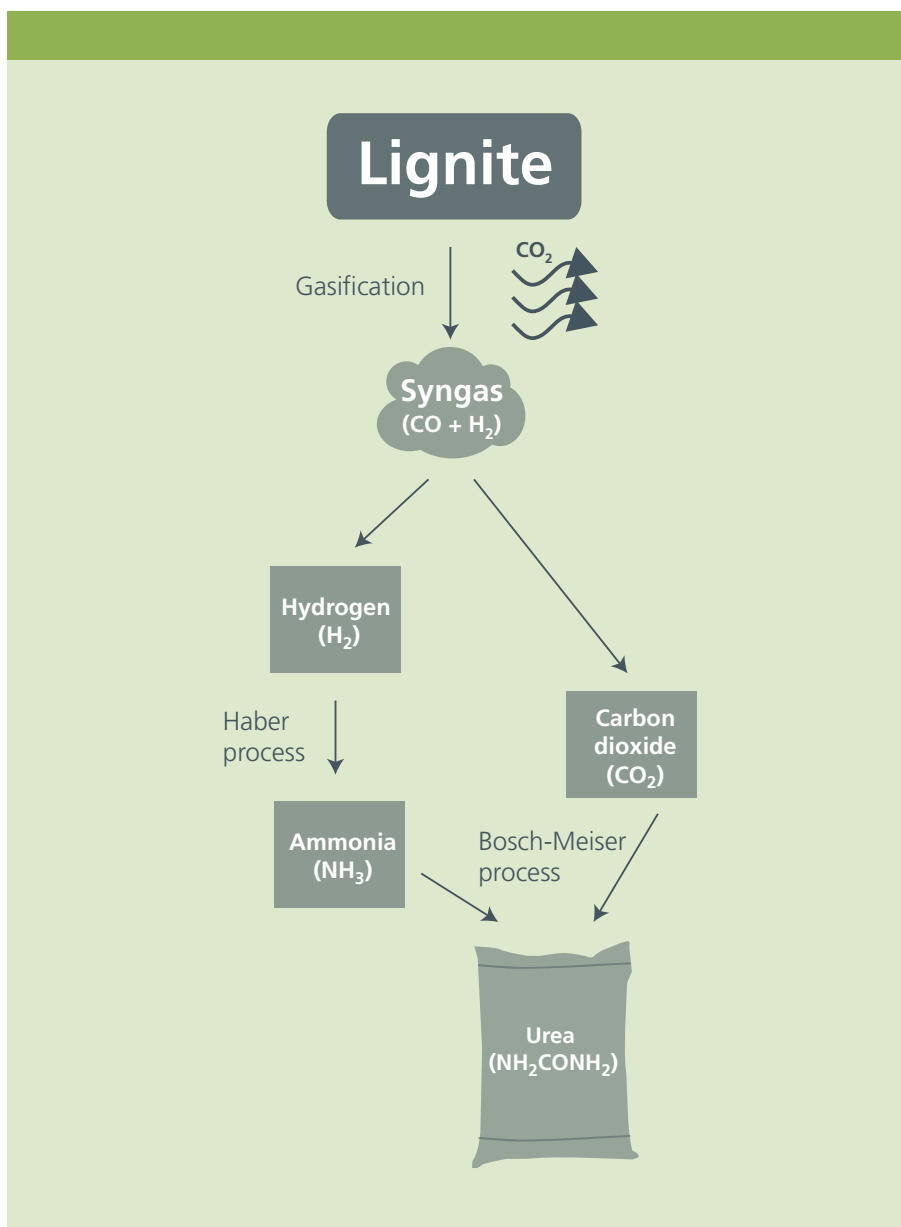 Lignite
CO₂
Gasification
Syngas
(CO + H₂)
Hydrogen
(H₂)
Haber
process
Carbon
dioxide
(CO₂)
Ammonia
(NH₃)
Bosch-Meiser
process
Urea
(NH₂CONH₂)